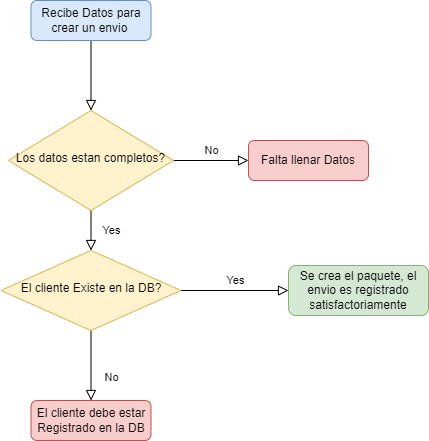 Recibe Datos para
crear un envio
Los datos estan completos?
No
Falta llenar Datos
Yes
El cliente Existe en la DB?
Yes
Se crea el paquete, el
envio es registrado
satisfactoriamente
No
El cliente debe estar
Registrado en la DB